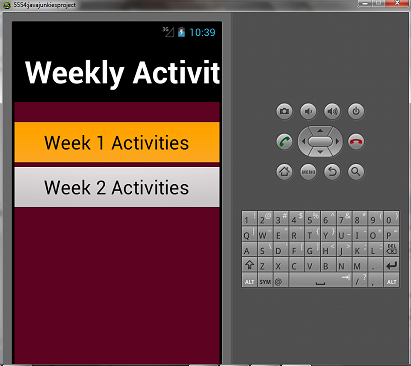 5554:javajunkiesproject
3G 10:39
Weekly Activit
Week 1 Activities
Week 2 Activities
MENU
1 2 @ 3 # 4 $ 5 % 6 ^ 7 & 8 * 9 ( 0 )
Q W E R T Y U I O P
A S D F G H J K L DEL
Z X C V B N M .
ALT SYM @ / ? , ALT